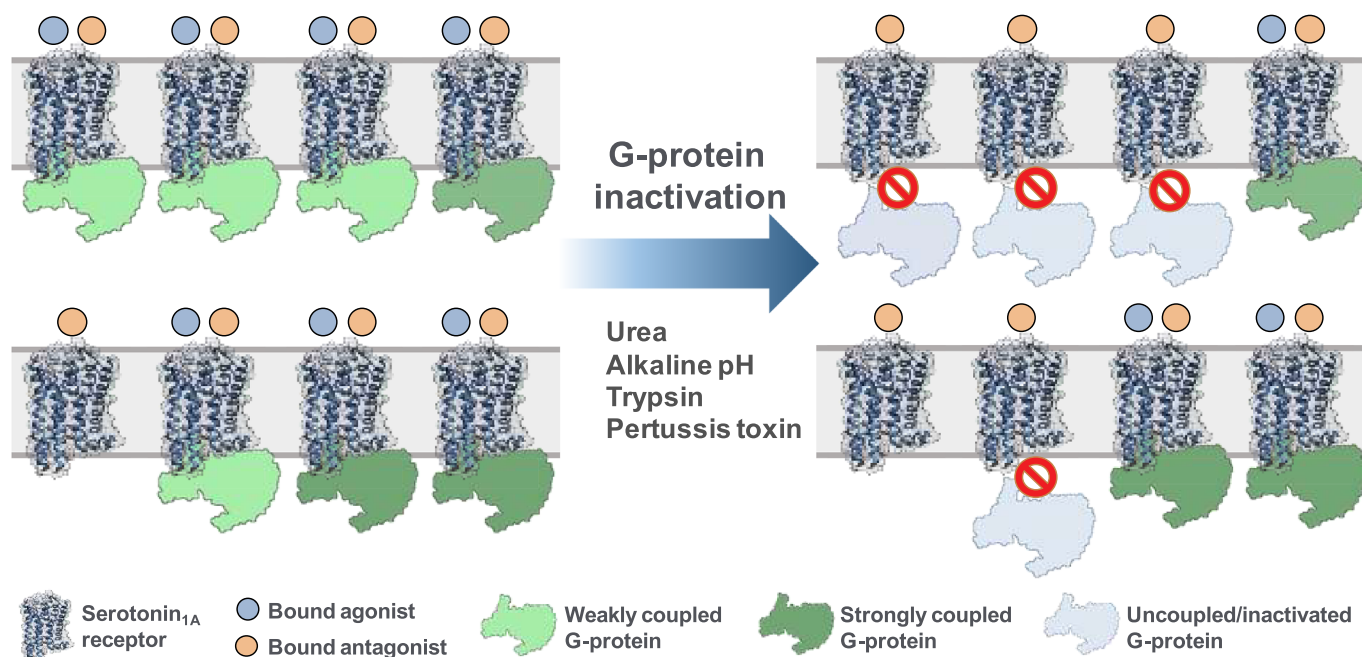 G-protein
inactivation
Urea
Alkaline pH
Trypsin
Pertussis toxin
Serotonin₁A
receptor
Bound agonist
Bound antagonist
Weakly coupled
G-protein
Strongly coupled
G-protein
Uncoupled/inactivated
G-protein